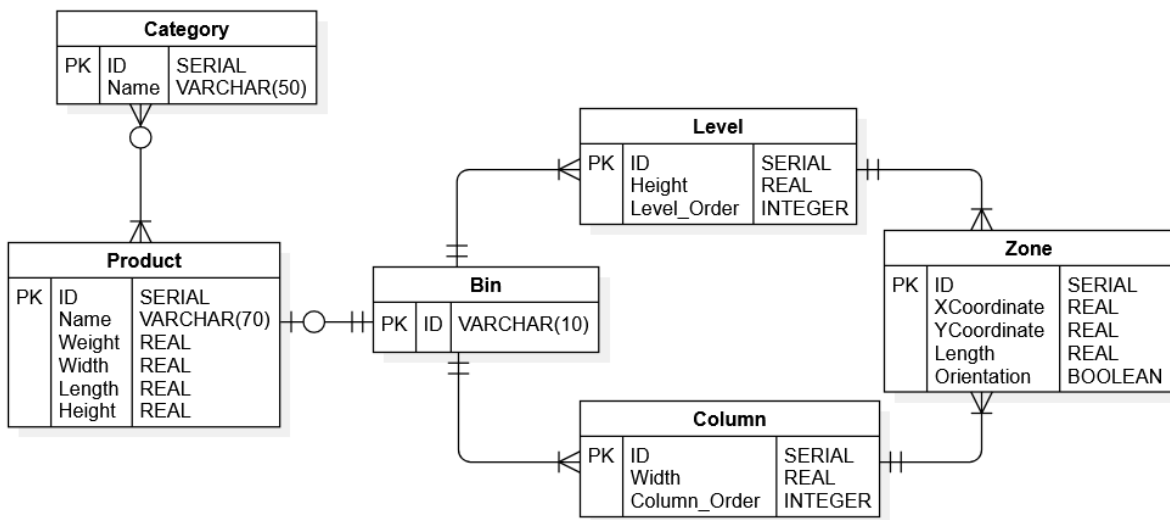 Category
PK ID SERIAL
Name VARCHAR(50)
Level
PK ID SERIAL
Height REAL
Level_Order INTEGER
Product
PK ID SERIAL
Name VARCHAR(70)
Weight REAL
Width REAL
Length REAL
Height REAL
Bin
PK ID VARCHAR(10)
Zone
PK ID SERIAL
XCoordinate REAL
YCoordinate REAL
Length REAL
Orientation BOOLEAN
Column
PK ID SERIAL
Width REAL
Column_Order INTEGER